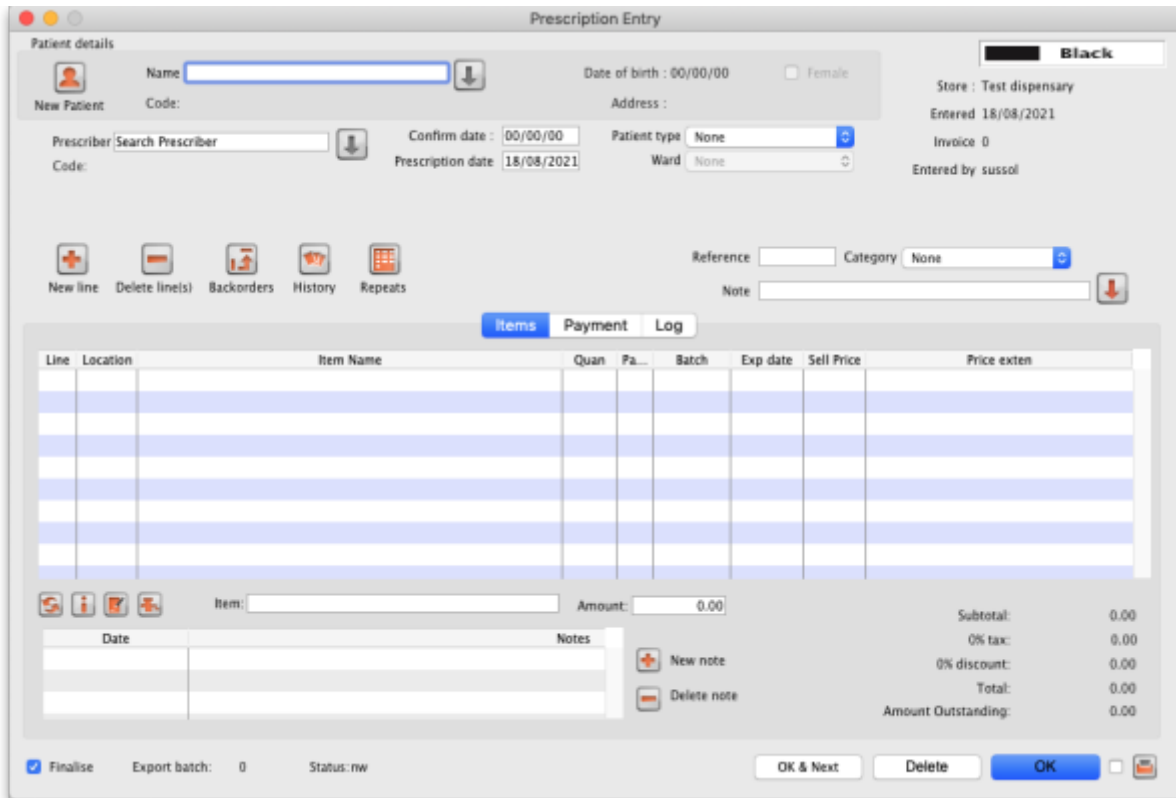 Prescription Entry
Patient details
Black
Name
Date of birth : 00/00/00
Female
New Patient
Code:
Address :
Store : Test dispensary
Entered 18/08/2021
Prescriber Search Prescriber
Confirm date : 00/00/00
Patient type None
Invoice 0
Code:
Prescription date 18/08/2021
Ward None
Entered by sussol
Reference
Category None
New line Delete line(s) Backorders History Repeats
Note
Items Payment Log
Line Location Item Name Quan Pa... Batch Exp date Sell Price Price exten
Item:
Amount: 0.00
Subtotal: 0.00
Date Notes
0% tax: 0.00
New note
0% discount: 0.00
Total: 0.00
Delete note
Amount Outstanding: 0.00
Finalise Export batch: 0 Status: nw
OK & Next Delete OK